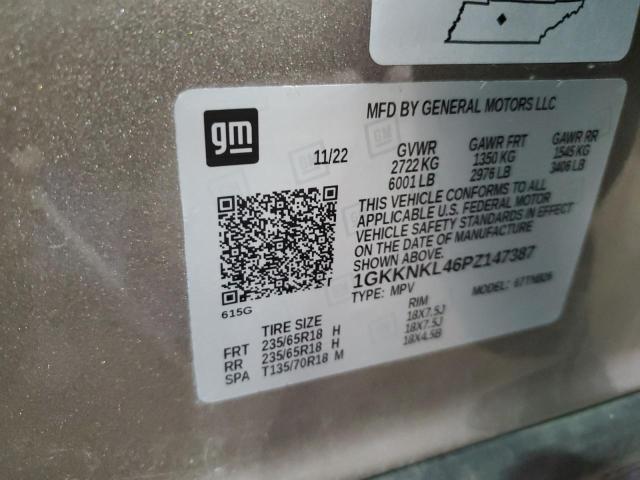 MFD BY GENERAL MOTORS LLC
gm
11/22
GVWR
2722 KG
6001 LB
GAWR FRT
1350 KG
2976 LB
GAWR RR
1545 KG
3406 LB
THIS VEHICLE CONFORMS TO ALL
APPLICABLE U.S. FEDERAL MOTOR
VEHICLE SAFETY STANDARDS IN EFFECT
ON THE DATE OF MANUFACTURE
SHOWN ABOVE.
1GKKNKL46PZ147387
TYPE: MPV
MODEL:
615G
TIRE SIZE
RIM
FRT 235/65R18 H 18X7.5J
RR 235/65R18 H 18X7.5J
SPA T135/70R18 M 18X4.5B